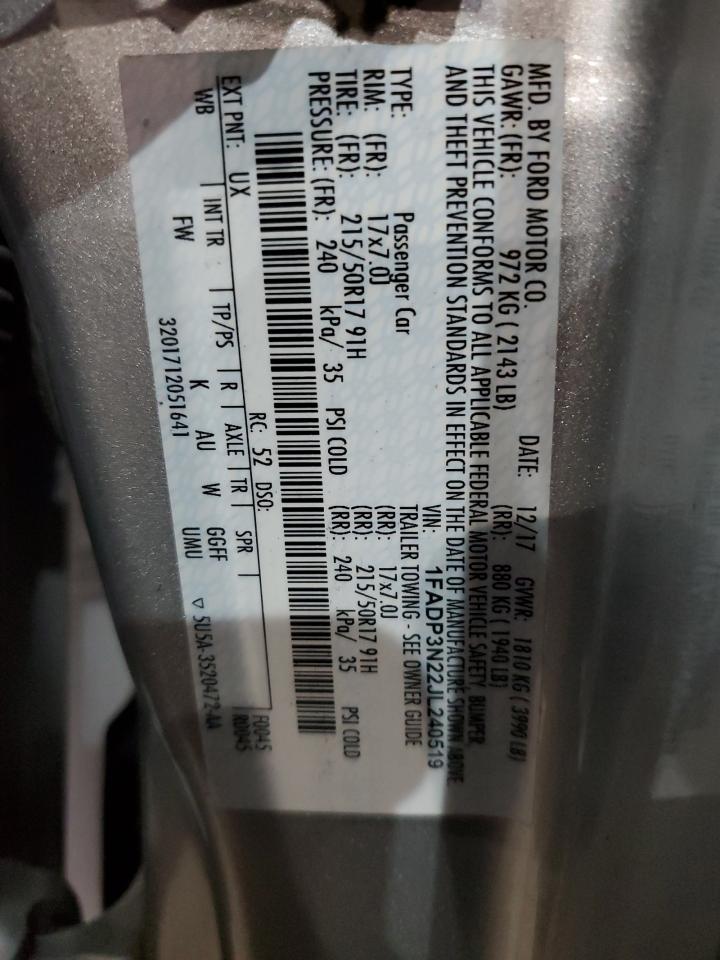 MFD. BY FORD MOTOR CO.
DATE: 12/17 GVWR: 1810 KG ( 3990 LB)
GAWR: (FR): 972 KG ( 2143 LB) (RR): 880 KG ( 1940 LB)
THIS VEHICLE CONFORMS TO ALL APPLICABLE FEDERAL MOTOR VEHICLE SAFETY, BUMPER,
AND THEFT PREVENTION STANDARDS IN EFFECT ON THE DATE OF MANUFACTURE SHOWN ABOVE
VIN: 1FADP3N22JL240519
TYPE: Passenger Car TRAILER TOWING - SEE OWNER GUIDE
RIM: (FR): 17x7.0J (RR): 17x7.0J
TIRE: (FR): 215/50R17 91H (RR): 215/50R17 91H
PRESSURE: (FR): 240 kPa/ 35 PSI COLD (RR): 240 kPa/ 35 PSI COLD
EXT PNT: UX RC: 52 DSO: F0045
R0045
WB | INT TR | TP/PS | R | AXLE | TR | SPR |
FW K AU W GGFF
UMU
3201712051641 ▽ 5U5A-3520472-AA